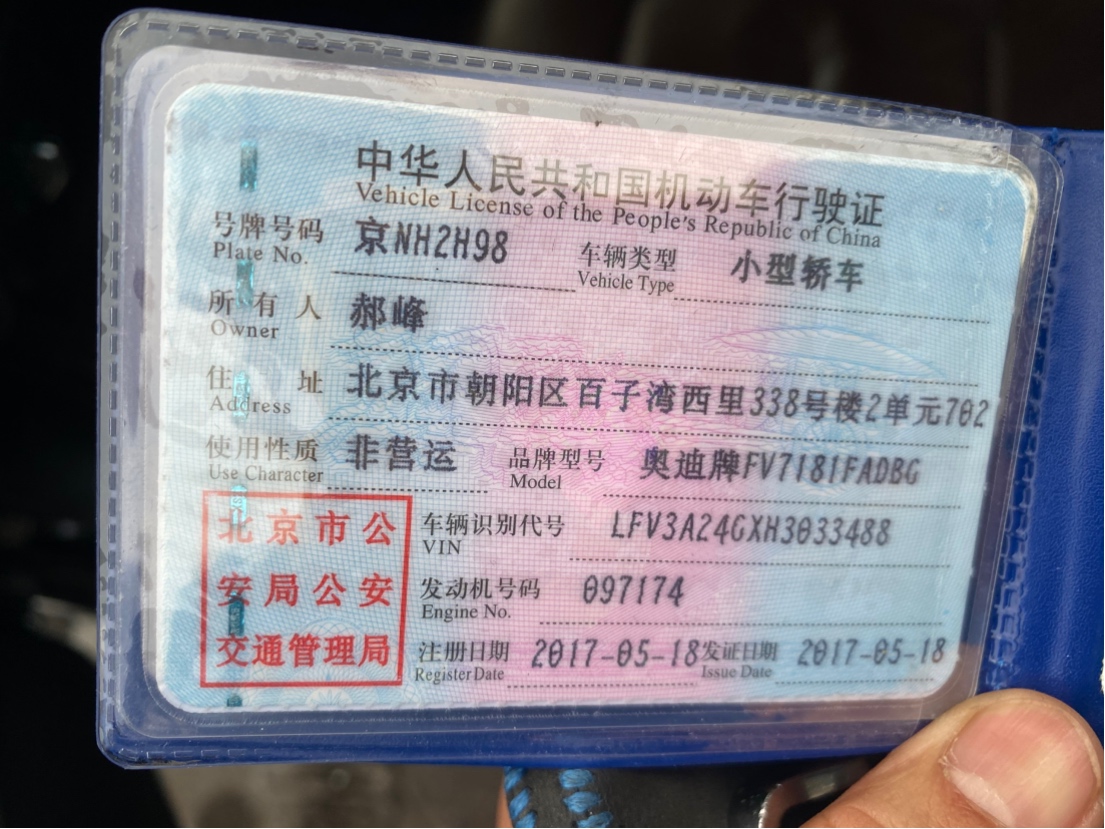 中华人民共和国机动车行驶证
Vehicle License of the People's Republic of China
号牌号码 京NH2H98 车辆类型 小型轿车
Plate No. Vehicle Type
所有人 郝峰
Owner
住址 北京市朝阳区百子湾西里338号楼2单元702
Address
使用性质 非营运 品牌型号 奥迪牌FV7181FADBG
Use Character Model
北京市公
安局公安
交通管理局
车辆识别代号 LFV3A24GXH3033488
VIN
发动机号码 097174
Engine No.
注册日期 2017-05-18 发证日期 2017-05-18
Register Date Issue Date